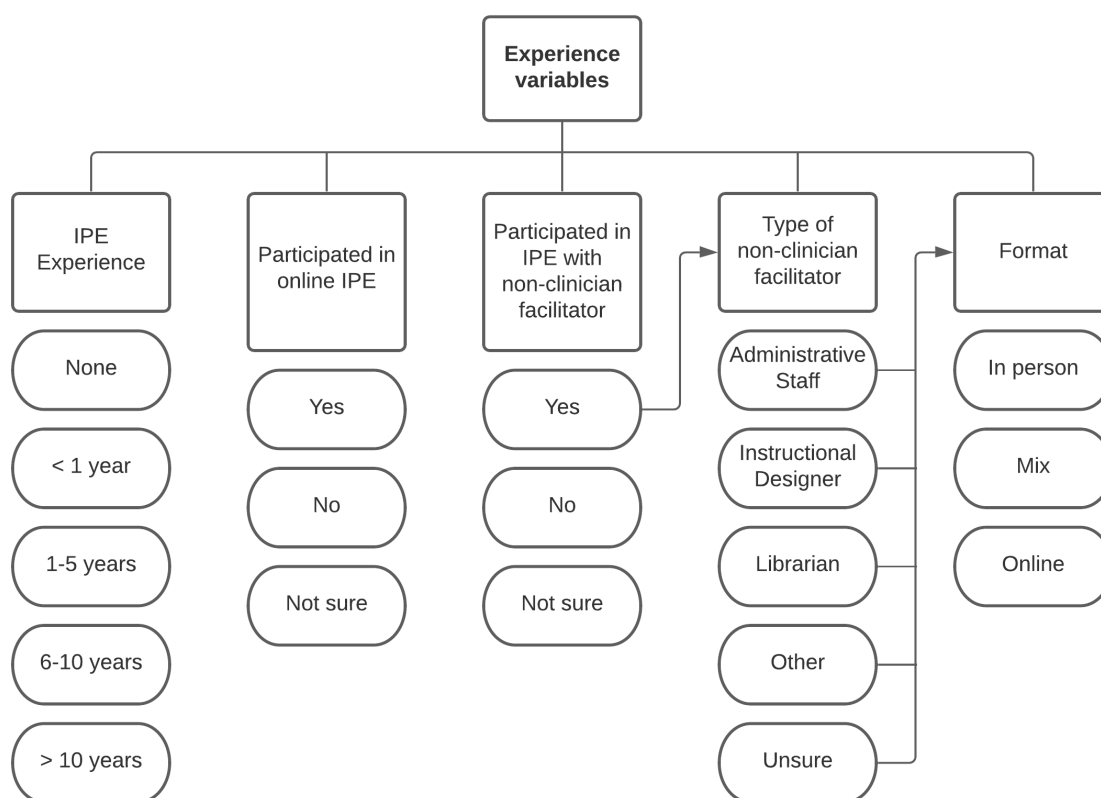 Experience
variables
IPE
Experience
None
< 1 year
1-5 years
6-10 years
> 10 years
Participated in
online IPE
Yes
No
Not sure
Participated in
IPE with
non-clinician
facilitator
Yes
No
Not sure
Type of
non-clinician
facilitator
Administrative
Staff
Instructional
Designer
Librarian
Other
Unsure
Format
In person
Mix
Online